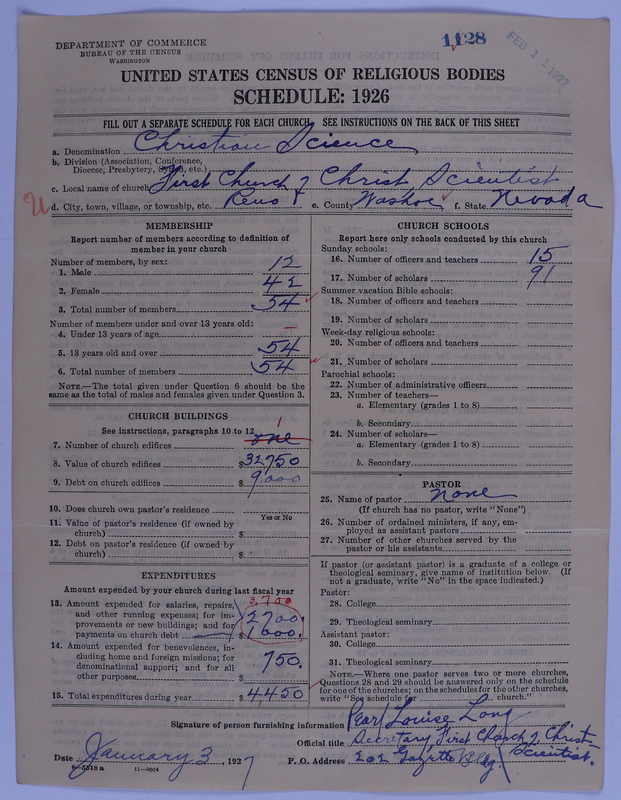 DEPARTMENT OF COMMERCE
BUREAU OF THE CENSUS
WASHINGTON
1128
FEB 11 1927
UNITED STATES CENSUS OF RELIGIOUS BODIES
SCHEDULE: 1926
FILL OUT A SEPARATE SCHEDULE FOR EACH CHURCH. SEE INSTRUCTIONS ON THE BACK OF THIS SHEET
a. Denomination Christian Science
b. Division (Association, Conference,
Diocese, Presbytery, Synod, etc.)
c. Local name of church First Church of Christ Scientist
U d. City, town, village, or township, etc. Reno e. County Washoe f. State Nevada
MEMBERSHIP
Report number of members according to definition of
member in your church
Number of members, by sex:
1. Male 12
2. Female 42
3. Total number of members 54
Number of members under and over 13 years old:
4. Under 13 years of age —
5. 13 years old and over 54
6. Total number of members 54
NOTE.—The total given under Question 6 should be the
same as the total of males and females given under Question 3.
CHURCH BUILDINGS
See instructions, paragraphs 10 to 12
7. Number of church edifices one 1
8. Value of church edifices $32750
9. Debt on church edifices $9000
10. Does church own pastor's residence
Yes or No
11. Value of pastor's residence (if owned by
church) $
12. Debt on pastor's residence (if owned by
church) $
EXPENDITURES
Amount expended by your church during last fiscal year
3,700
13. Amount expended for salaries, repairs,
and other running expenses; for im- 2700.
provements or new buildings; and for
payments on church debt $1000.
14. Amount expended for benevolences, in-
cluding home and foreign missions; for
denominational support; and for all 750.
other purposes
15. Total expenditures during year $4450
CHURCH SCHOOLS
Report here only schools conducted by this church
Sunday schools:
16. Number of officers and teachers 15
17. Number of scholars 91
Summer vacation Bible schools:
18. Number of officers and teachers
19. Number of scholars
Week-day religious schools:
20. Number of officers and teachers
21. Number of scholars
Parochial schools:
22. Number of administrative officers
23. Number of teachers—
a. Elementary (grades 1 to 8)
b. Secondary
24. Number of scholars—
a. Elementary (grades 1 to 8)
b. Secondary
PASTOR
25. Name of pastor None
(If church has no pastor, write "None")
26. Number of ordained ministers, if any, em-
ployed as assistant pastors
27. Number of other churches served by the
pastor or his assistants
If pastor (or assistant pastor) is a graduate of a college or
theological seminary, give name of institution below. (If
not a graduate, write "No" in the space indicated.)
Pastor:
28. College
29. Theological seminary
Assistant pastor:
30. College
31. Theological seminary
NOTE.—Where one pastor serves two or more churches,
Questions 28 and 29 should be answered only on the schedule
for one of the churches; on the schedules for the other churches,
write "See schedule for church."
Signature of person furnishing information Pearl Louise Long
Official title Secretary, First Church of Christ
Scientist.
Date January 3, 1927
P. O. Address 202 Gazette Bldg.
8—5518a 11—9654